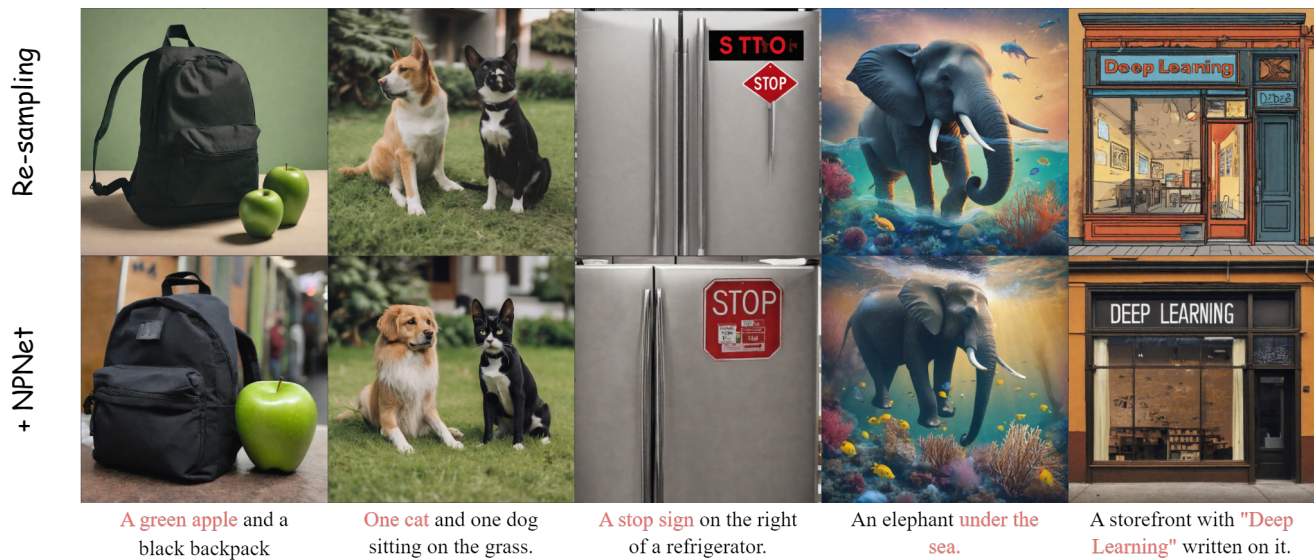 Re-sampling
S TTO
STOP
Deep Learning
+ NPNet
STOP
DEEP LEARNING
A green apple and a
black backpack
One cat and one dog
sitting on the grass.
A stop sign on the right
of a refrigerator.
An elephant under the
sea.
A storefront with "Deep
Learning" written on it.